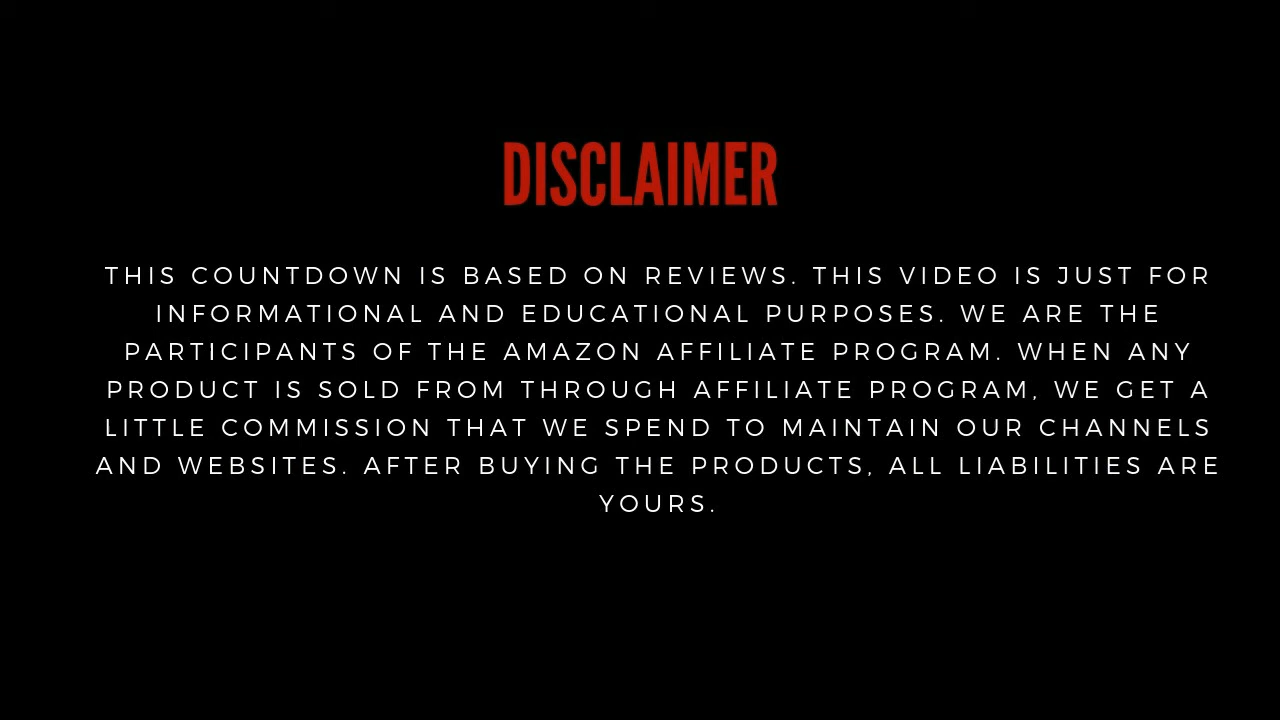 DISCLAIMER
THIS COUNTDOWN IS BASED ON REVIEWS. THIS VIDEO IS JUST FOR
INFORMATIONAL AND EDUCATIONAL PURPOSES. WE ARE THE
PARTICIPANTS OF THE AMAZON AFFILIATE PROGRAM. WHEN ANY
PRODUCT IS SOLD FROM THROUGH AFFILIATE PROGRAM, WE GET A
LITTLE COMMISSION THAT WE SPEND TO MAINTAIN OUR CHANNELS
AND WEBSITES. AFTER BUYING THE PRODUCTS, ALL LIABILITIES ARE
YOURS.